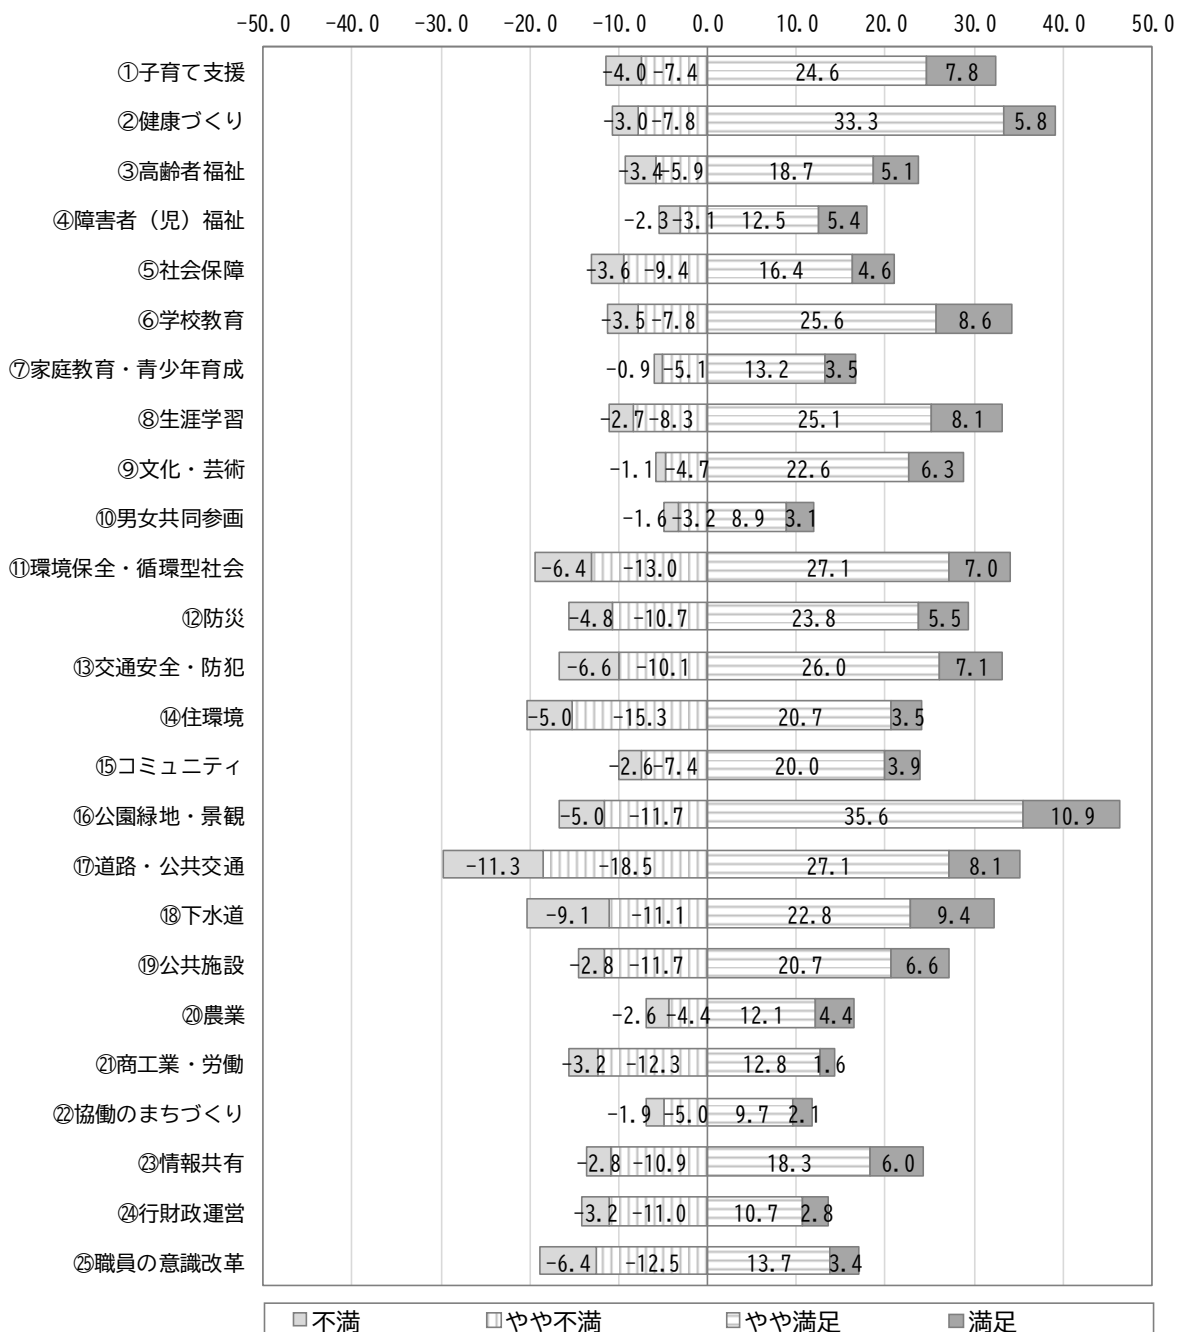 -50.0 -40.0 -30.0 -20.0 -10.0 0.0 10.0 20.0 30.0 40.0 50.0
①子育て支援 -4.0 -7.4 24.6 7.8
②健康づくり -3.0 -7.8 33.3 5.8
③高齢者福祉 -3.4 -5.9 18.7 5.1
④障害者（児）福祉 -2.3 -3.1 12.5 5.4
⑤社会保障 -3.6 -9.4 16.4 4.6
⑥学校教育 -3.5 -7.8 25.6 8.6
⑦家庭教育・青少年育成 -0.9 -5.1 13.2 3.5
⑧生涯学習 -2.7 -8.3 25.1 8.1
⑨文化・芸術 -1.1 -4.7 22.6 6.3
⑩男女共同参画 -1.6 -3.2 8.9 3.1
⑪環境保全・循環型社会 -6.4 -13.0 27.1 7.0
⑫防災 -4.8 -10.7 23.8 5.5
⑬交通安全・防犯 -6.6 -10.1 26.0 7.1
⑭住環境 -5.0 -15.3 20.7 3.5
⑮コミュニティ -2.6 -7.4 20.0 3.9
⑯公園緑地・景観 -5.0 -11.7 35.6 10.9
⑰道路・公共交通 -11.3 -18.5 27.1 8.1
⑱下水道 -9.1 -11.1 22.8 9.4
⑲公共施設 -2.8 -11.7 20.7 6.6
⑳農業 -2.6 -4.4 12.1 4.4
㉑商工業・労働 -3.2 -12.3 12.8 1.6
㉒協働のまちづくり -1.9 -5.0 9.7 2.1
㉓情報共有 -2.8 -10.9 18.3 6.0
㉔行財政運営 -3.2 -11.0 10.7 2.8
㉕職員の意識改革 -6.4 -12.5 13.7 3.4
不満 やや不満 やや満足 満足